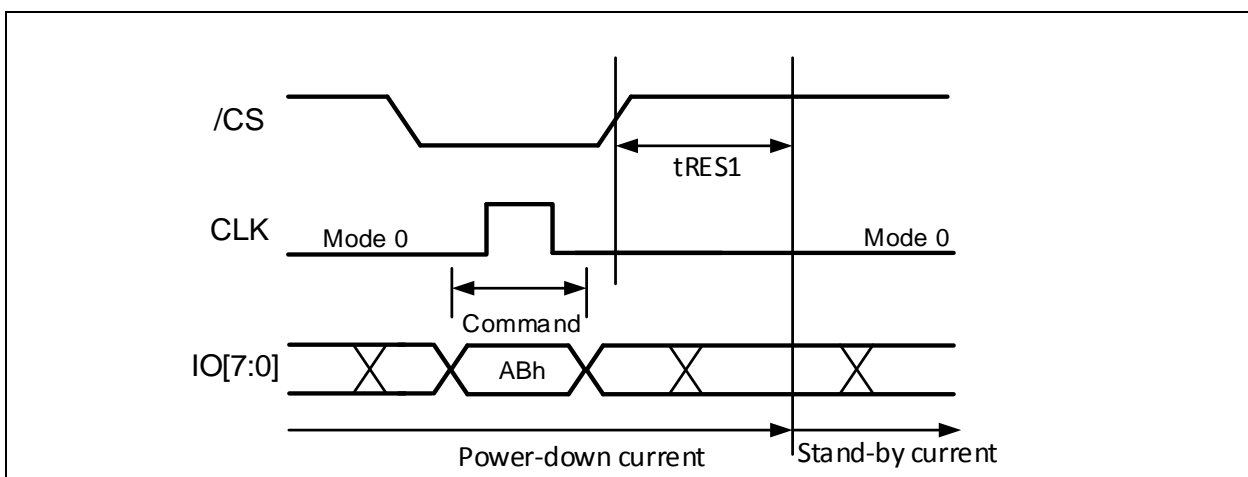 /CS
tRES1
CLK
Mode 0
Mode 0
Command
IO[7:0]
ABh
Power-down current
Stand-by current